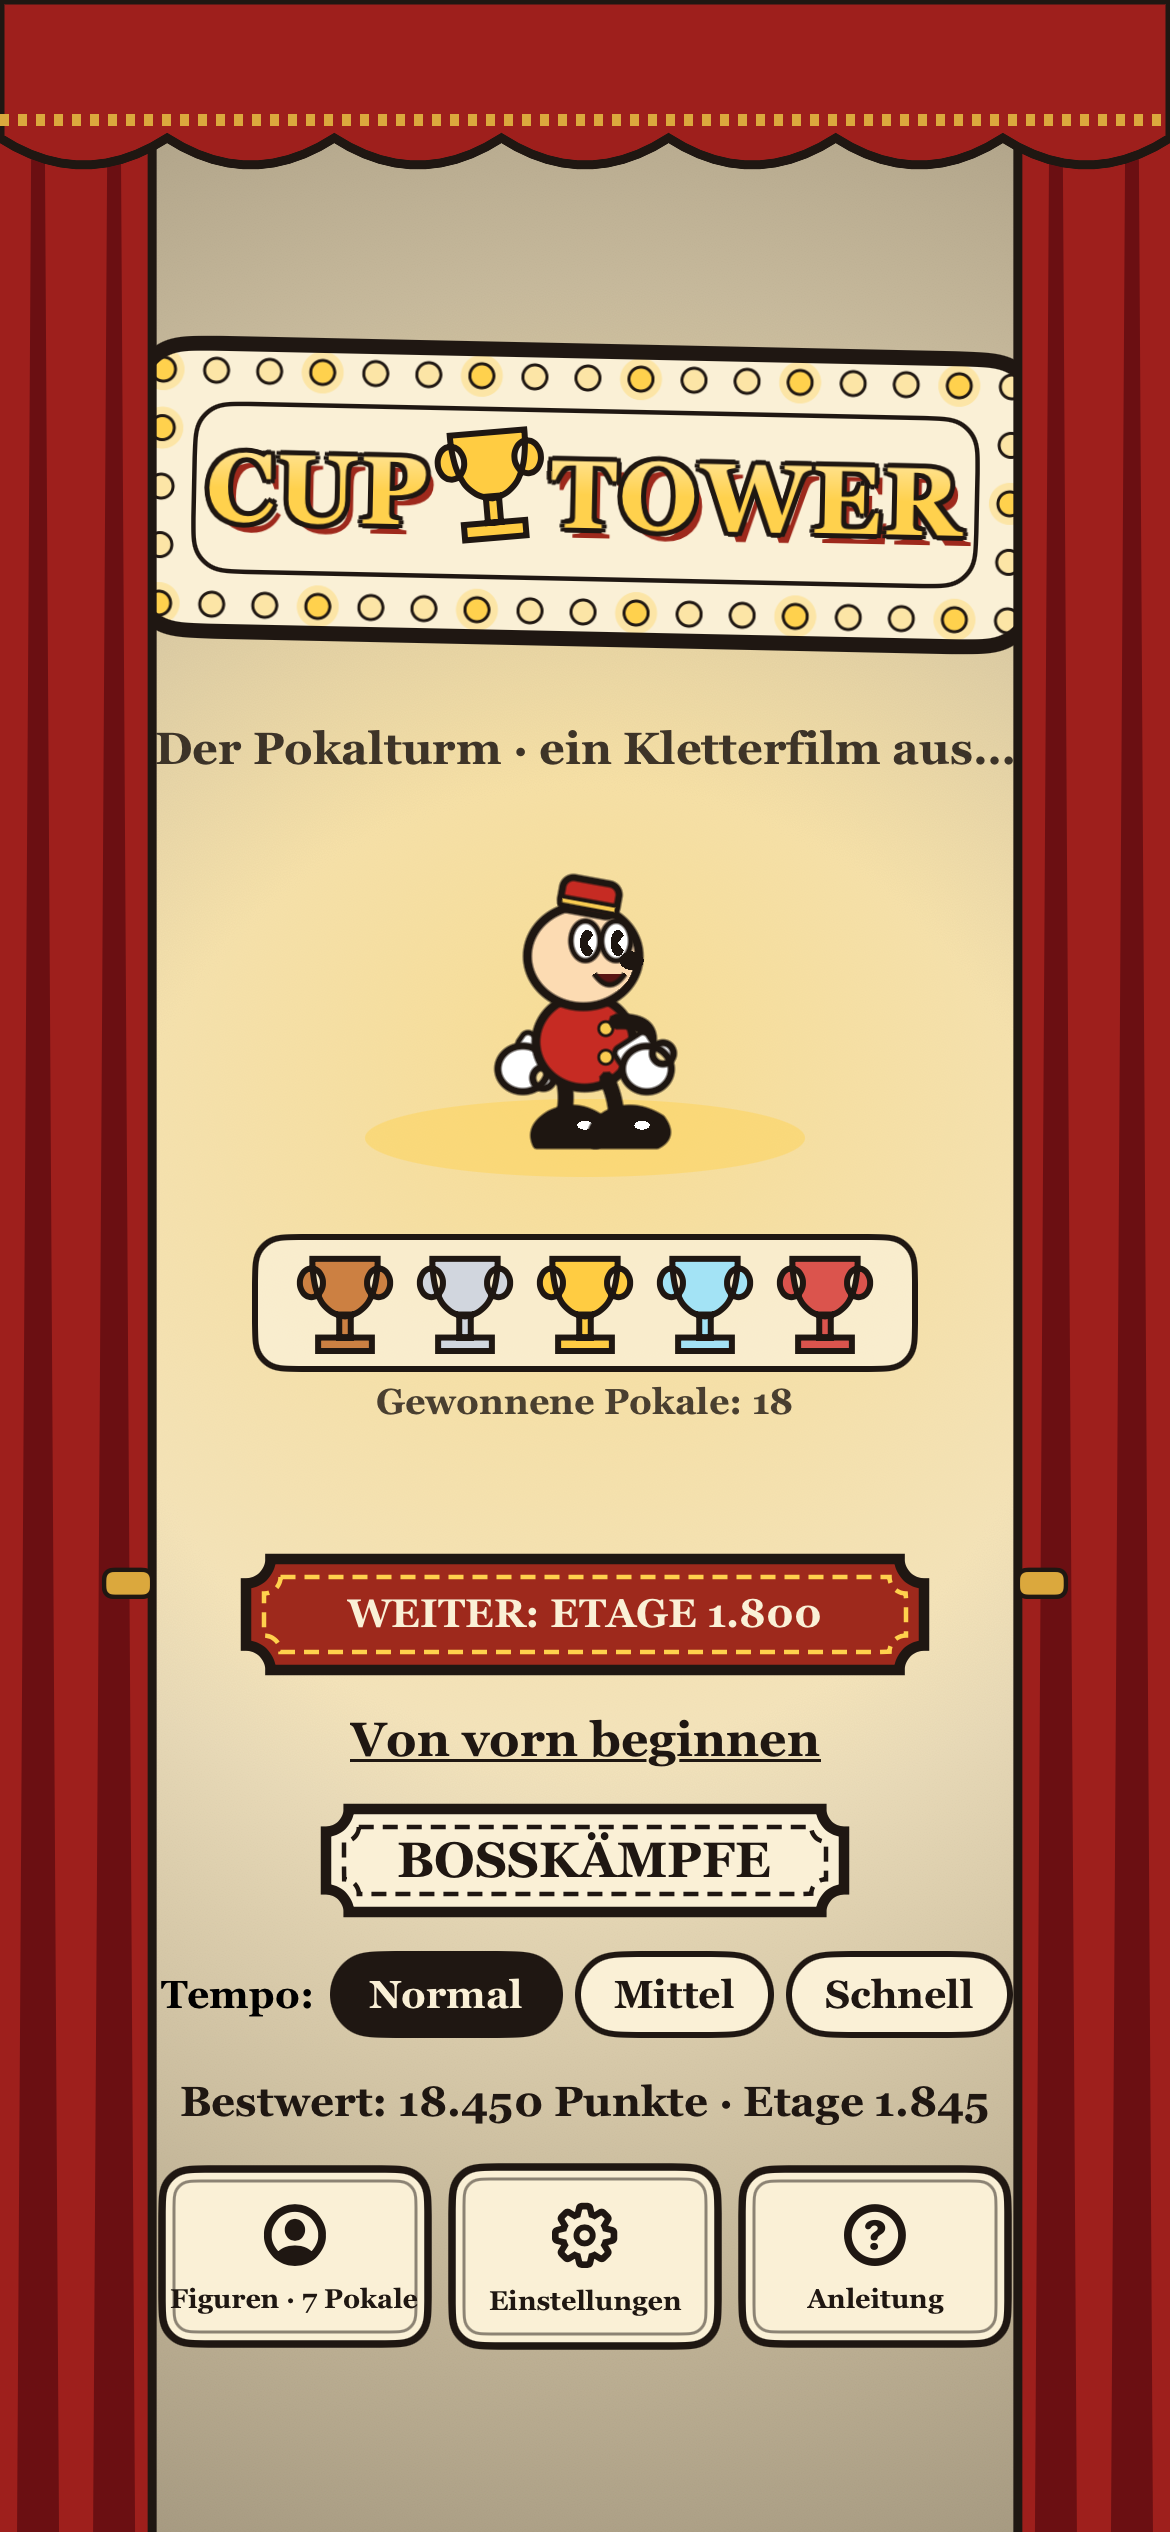 CUP TOWER
Der Pokalturm · ein Kletterfilm aus...
Gewonnene Pokale: 18
WEITER: ETAGE 1.800
Von vorn beginnen
BOSSKÄMPFE
Tempo: Normal Mittel Schnell
Bestwert: 18.450 Punkte · Etage 1.845
Figuren · 7 Pokale Einstellungen Anleitung